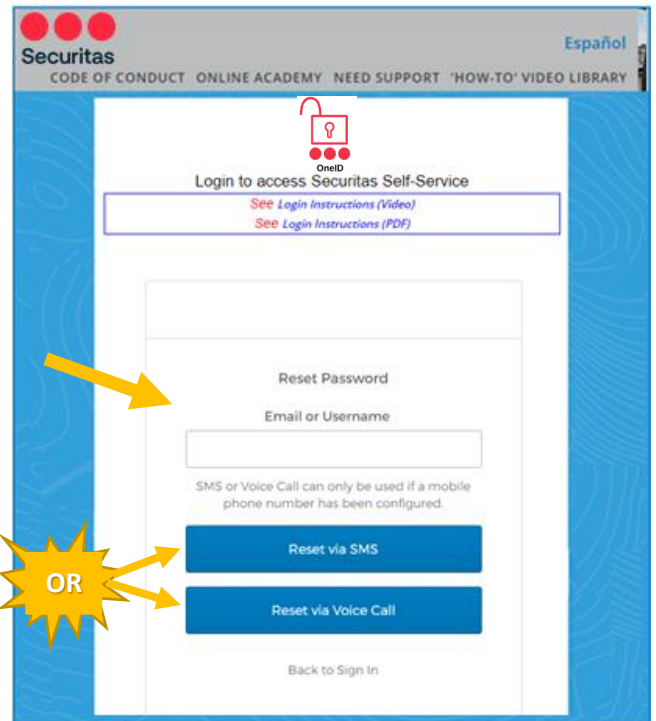 Securitas
Español
CODE OF CONDUCT ONLINE ACADEMY NEED SUPPORT 'HOW-TO' VIDEO LIBRARY
OneID
Login to access Securitas Self-Service
See Login Instructions (Video)
See Login Instructions (PDF)
Reset Password
Email or Username
SMS or Voice Call can only be used if a mobile
phone number has been configured.
Reset via SMS
OR
Reset via Voice Call
Back to Sign In